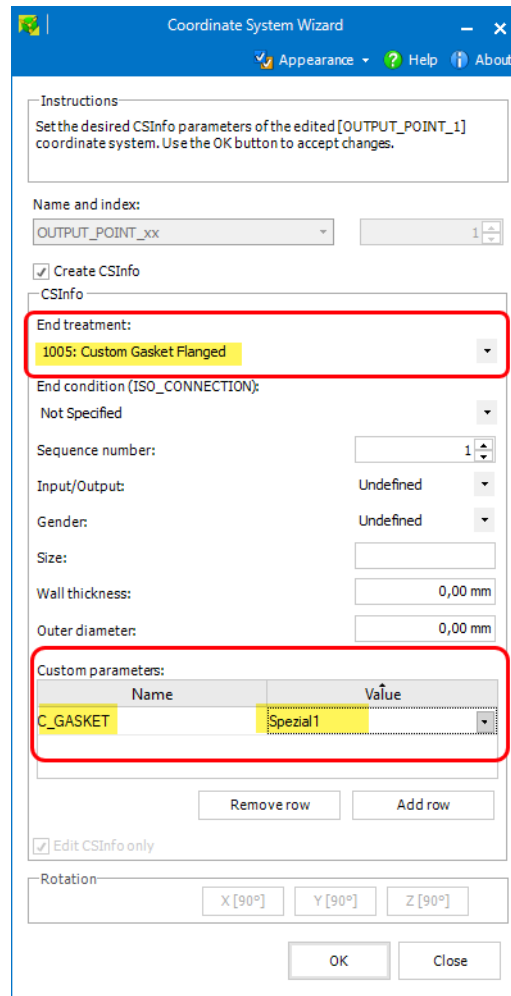 Coordinate System Wizard
Appearance Help About
Instructions
Set the desired CSInfo parameters of the edited [OUTPUT_POINT_1]
coordinate system. Use the OK button to accept changes.
Name and index:
OUTPUT_POINT_xx 1
Create CSInfo
CSInfo
End treatment:
1005: Custom Gasket Flanged
End condition (ISO_CONNECTION):
Not Specified
Sequence number: 1
Input/Output: Undefined
Gender: Undefined
Size:
Wall thickness: 0,00 mm
Outer diameter: 0,00 mm
Custom parameters:
Name Value
C_GASKET Spezial1
Remove row Add row
Edit CSInfo only
Rotation
X [90°] Y [90°] Z [90°]
OK Close